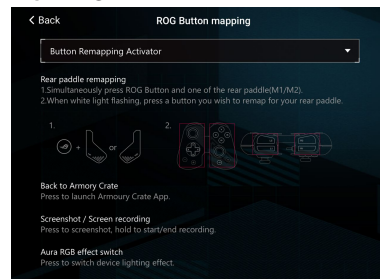 Back
ROG Button mapping
Button Remapping Activator
Rear paddle remapping
1.Simultaneously press ROG Button and one of the rear paddle(M1/M2).
2.When white light flashing, press a button you wish to remap for your rear paddle.
1.
2.
+
or
Back to Armory Crate
Press to launch Armoury Crate App.
Screenshot / Screen recording
Press to screenshot, hold to start/end recording.
Aura RGB effect switch
Press to switch device lighting effect.